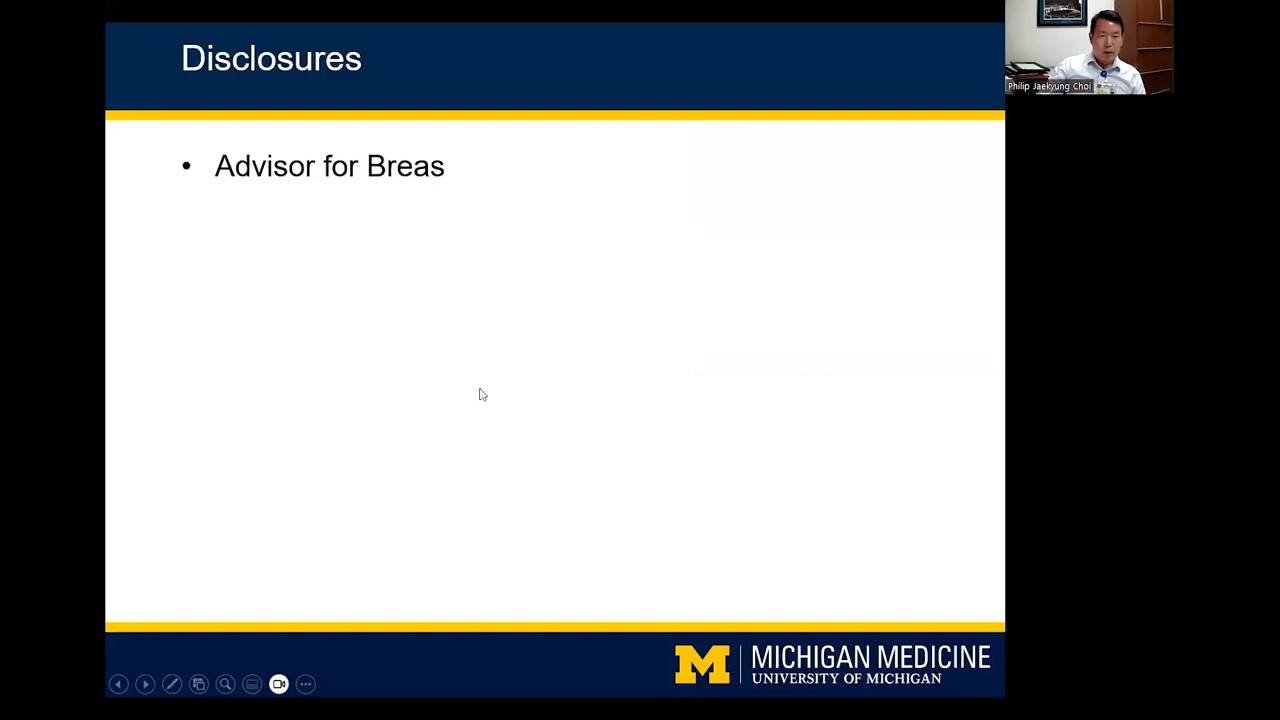 Disclosures
Philip Jaekyung Choi
• Advisor for Breas
M MICHIGAN MEDICINE
UNIVERSITY OF MICHIGAN